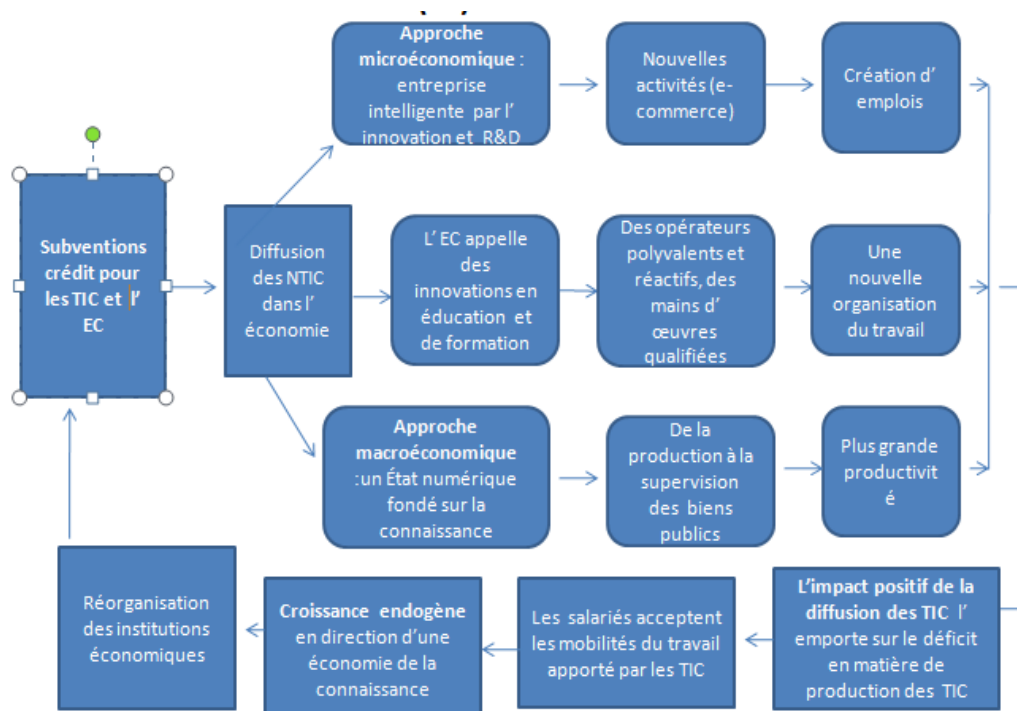 Approche
microéconomique :
entreprise
intelligente par l’
innovation et R&D
Nouvelles
activités (e-
commerce)
Création d’
emplois
Subventions
crédit pour
les TIC et l’
EC
Diffusion
des NTIC
dans l’
économie
L’ EC appelle
des
innovations en
éducation et
de formation
Des opérateurs
polyvalents et
réactifs, des
mains d’
œuvres
qualifiées
Une
nouvelle
organisation
du travail
Approche
macroéconomique
:un État numérique
fondé sur la
connaissance
De la
production à la
supervision
des biens
publics
Plus grande
productivit
é
Réorganisation
des institutions
économiques
Croissance endogène
en direction d’une
économie de la
connaissance
Les salariés acceptent
les mobilités du travail
apporté par les TIC
L’impact positif de la
diffusion des TIC l’
emporte sur le déficit
en matière de
production des TIC